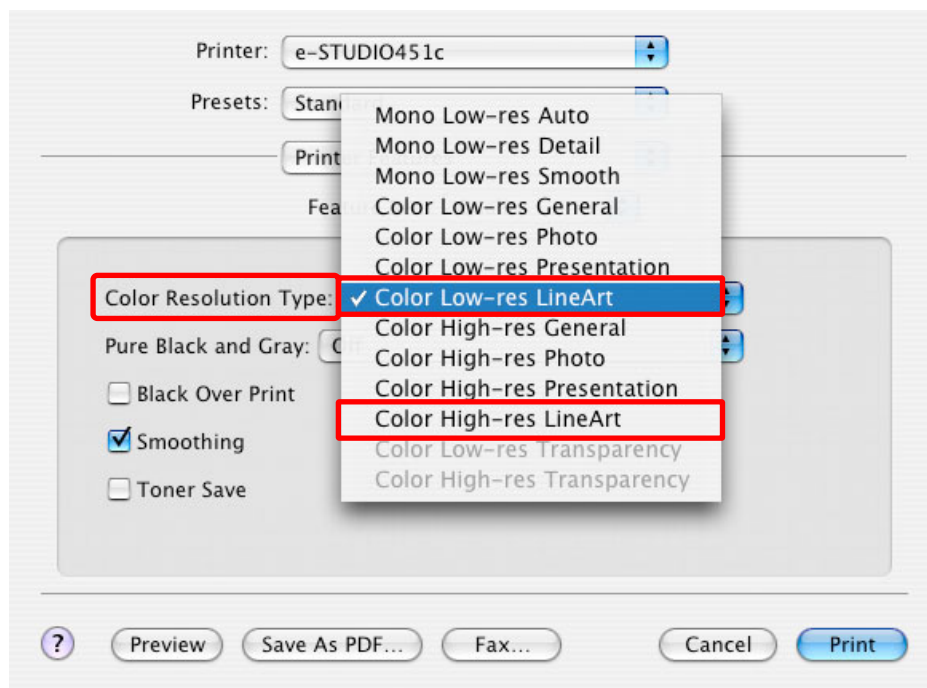 Printer: e-STUDIO451c
Presets: Stan
Mono Low-res Auto
Mono Low-res Detail
Print
Mono Low-res Smooth
Fea
Color Low-res General
Color Low-res Photo
Color Low-res Presentation
Color Resolution Type: ✓ Color Low-res LineArt
Color High-res General
Pure Black and Gray:
Color High-res Photo
Black Over Print
Color High-res Presentation
Color High-res LineArt
Smoothing
Color Low-res Transparency
Color High-res Transparency
Toner Save
? Preview Save As PDF... Fax... Cancel Print